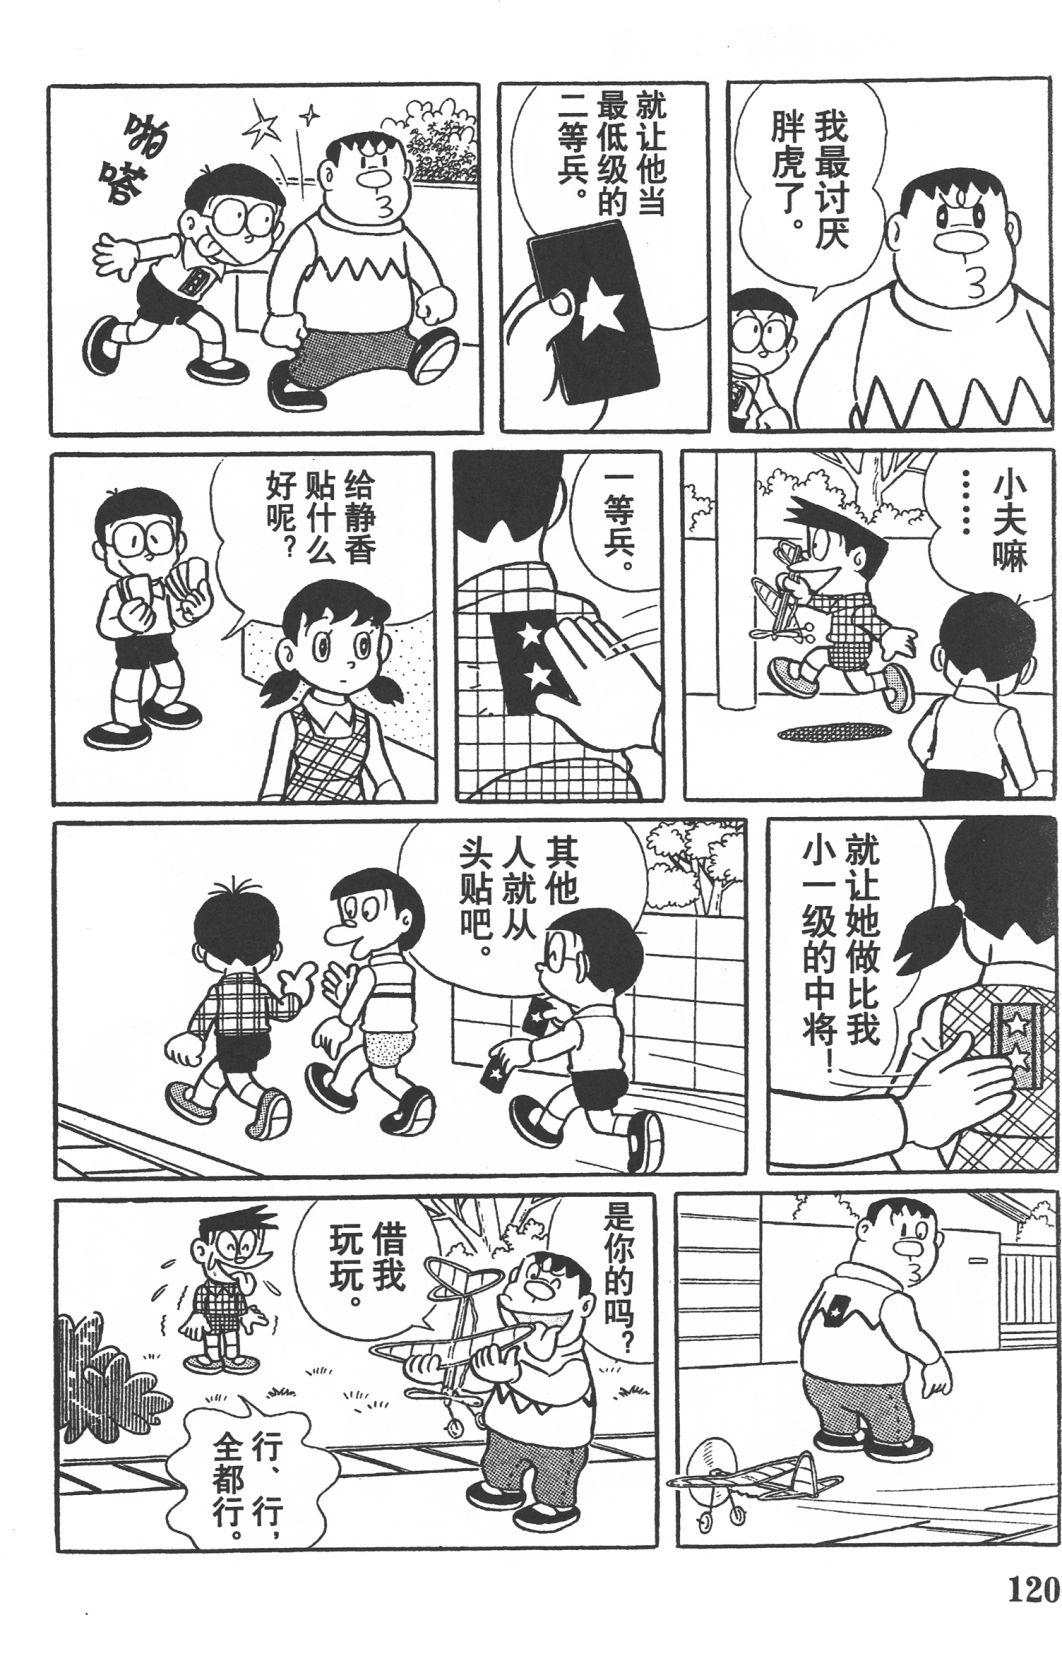 我最讨厌
胖虎了。
就让他当
最低级的
二等兵。
啪
嗒
小夫嘛
……
一等兵。
给静香
贴什么
好呢？
就让她做比我
小一级的中将！
其他
人就从
头贴吧。
是你的吗？
借我
玩玩。
行、行，
全都行。
120